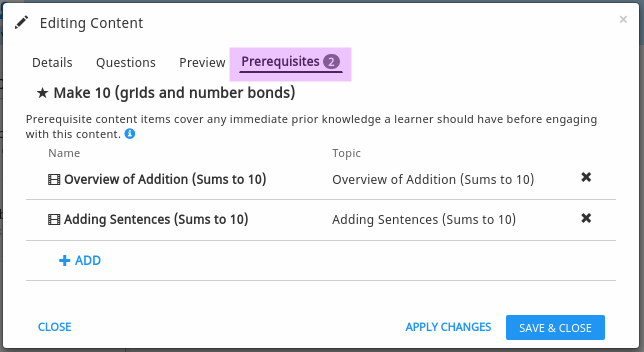 Editing Content
Details Questions Preview Prerequisites 2
★ Make 10 (grids and number bonds)
Prerequisite content items cover any immediate prior knowledge a learner should have before engaging
with this content.
Name Topic
Overview of Addition (Sums to 10) Overview of Addition (Sums to 10)
Adding Sentences (Sums to 10) Adding Sentences (Sums to 10)
+ ADD
CLOSE APPLY CHANGES SAVE & CLOSE